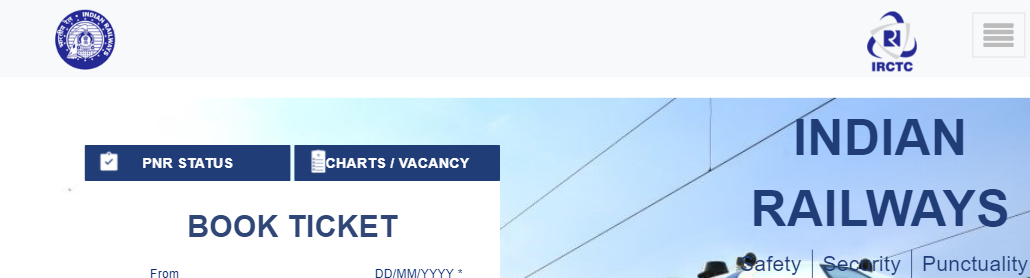 भारतीय रेल • INDIAN RAILWAYS
IRCTC
PNR STATUS
CHARTS / VACANCY
BOOK TICKET
From
DD/MM/YYYY *
INDIAN
RAILWAYS
Safety | Security | Punctuality